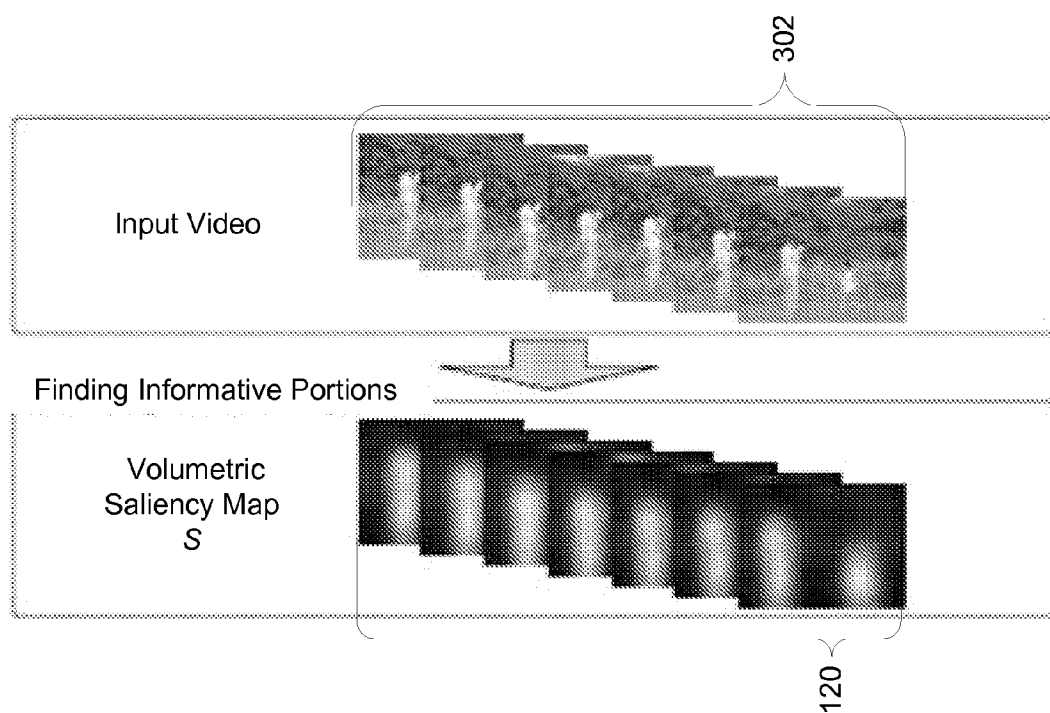 302
Input Video
Finding Informative Portions
Volumetric
Saliency Map
S
120